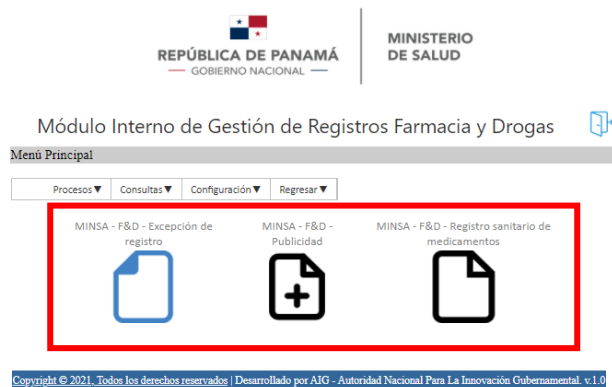 REPÚBLICA DE PANAMÁ
— GOBIERNO NACIONAL —
MINISTERIO
DE SALUD
Módulo Interno de Gestión de Registros Farmacia y Drogas
Menú Principal
Procesos▼ Consultas▼ Configuración▼ Regresar▼
MINSA - F&D - Excepción de
registro
MINSA - F&D -
Publicidad
MINSA - F&D - Registro sanitario de
medicamentos
Copyright © 2021, Todos los derechos reservados | Desarrollado por AIG - Autoridad Nacional Para La Innovación Gubernamental. v.1.0